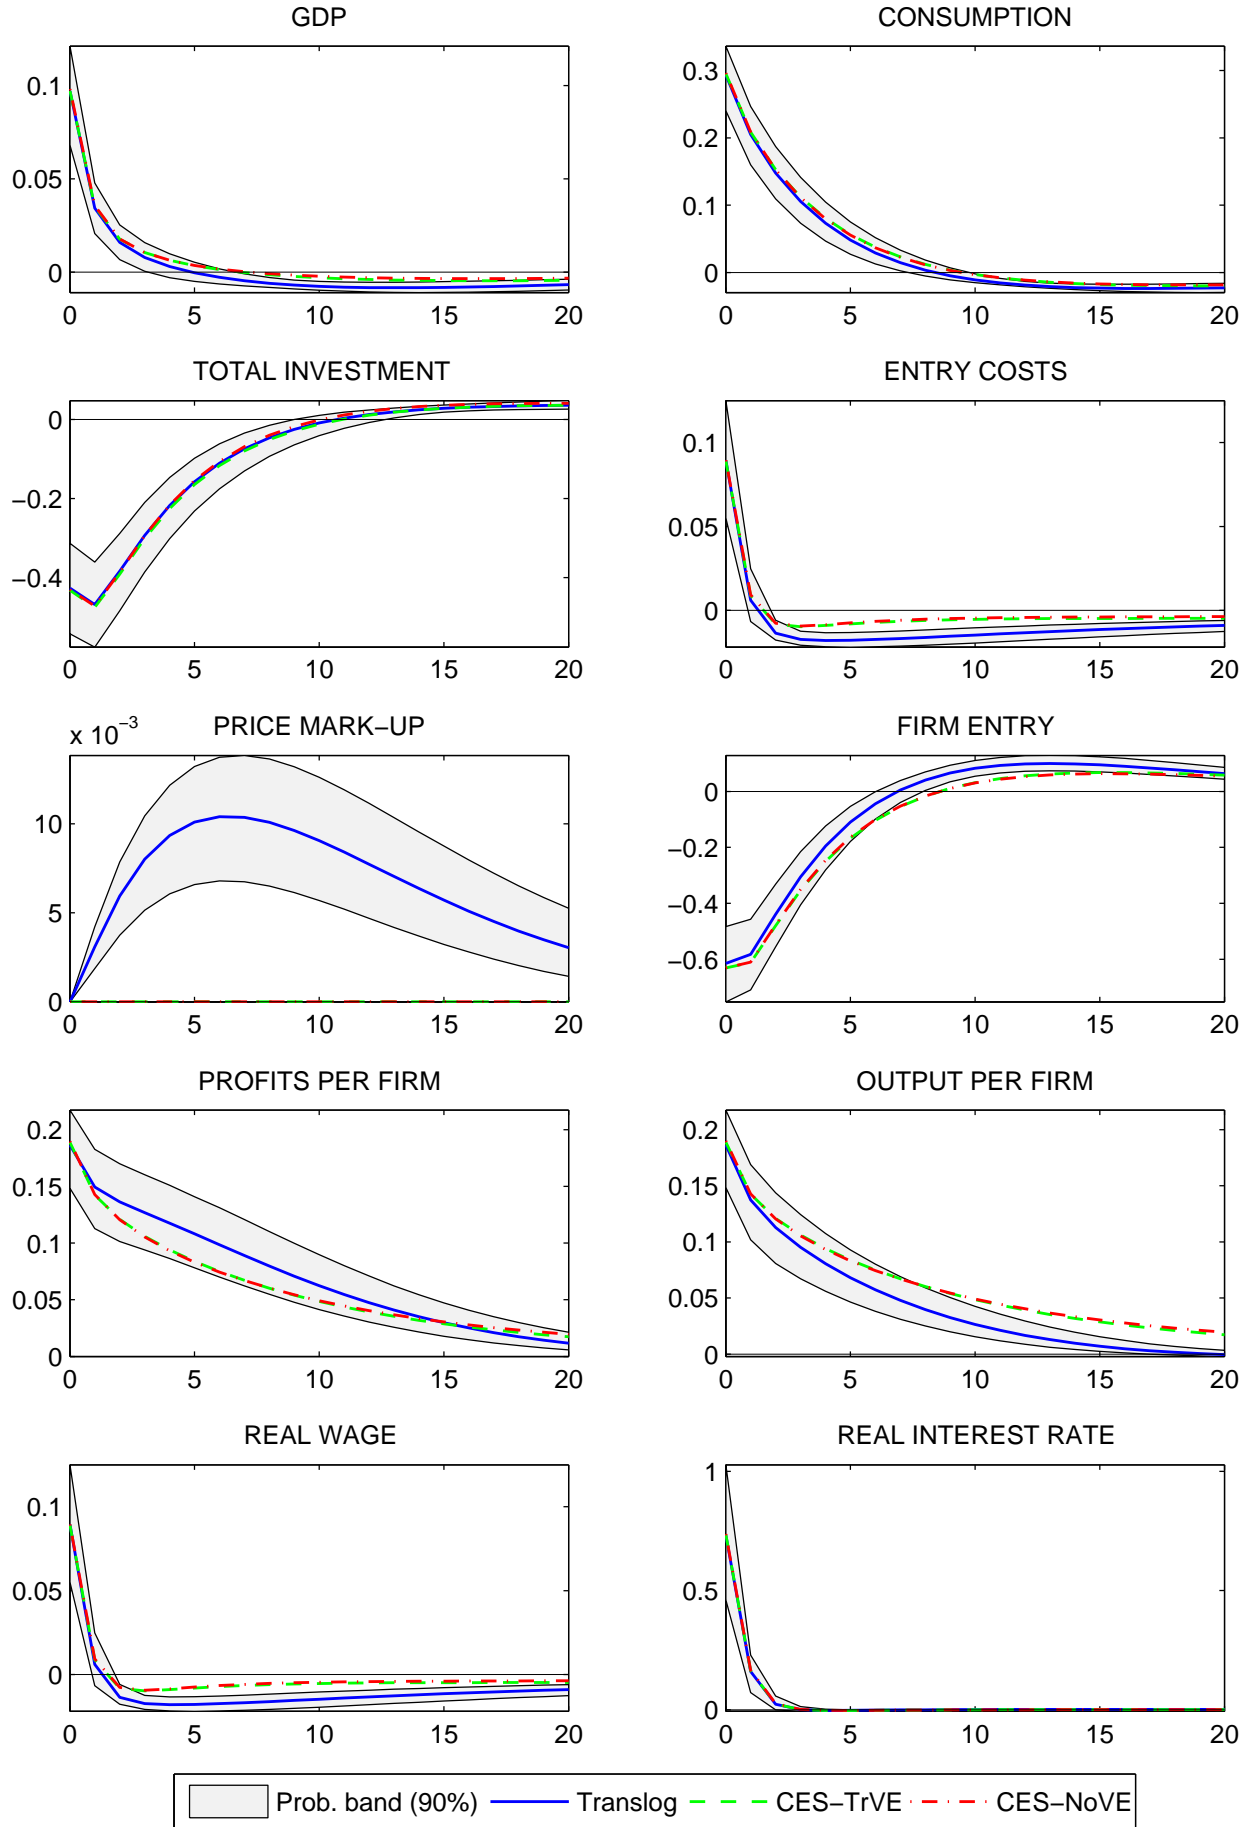 GDP
CONSUMPTION
0.1
0.05
0
0 5 10 15 20
0.3
0.2
0.1
0
0 5 10 15 20
TOTAL INVESTMENT
ENTRY COSTS
0
−0.2
−0.4
0 5 10 15 20
0.1
0.05
0
0 5 10 15 20
x 10−3
PRICE MARK−UP
FIRM ENTRY
10
5
0
0 5 10 15 20
0
−0.2
−0.4
−0.6
0 5 10 15 20
PROFITS PER FIRM
OUTPUT PER FIRM
0.2
0.15
0.1
0.05
0
0 5 10 15 20
0.2
0.15
0.1
0.05
0
0 5 10 15 20
REAL WAGE
REAL INTEREST RATE
0.1
0.05
0
0 5 10 15 20
1
0.5
0
0 5 10 15 20
Prob. band (90%) Translog CES−TrVE CES−NoVE